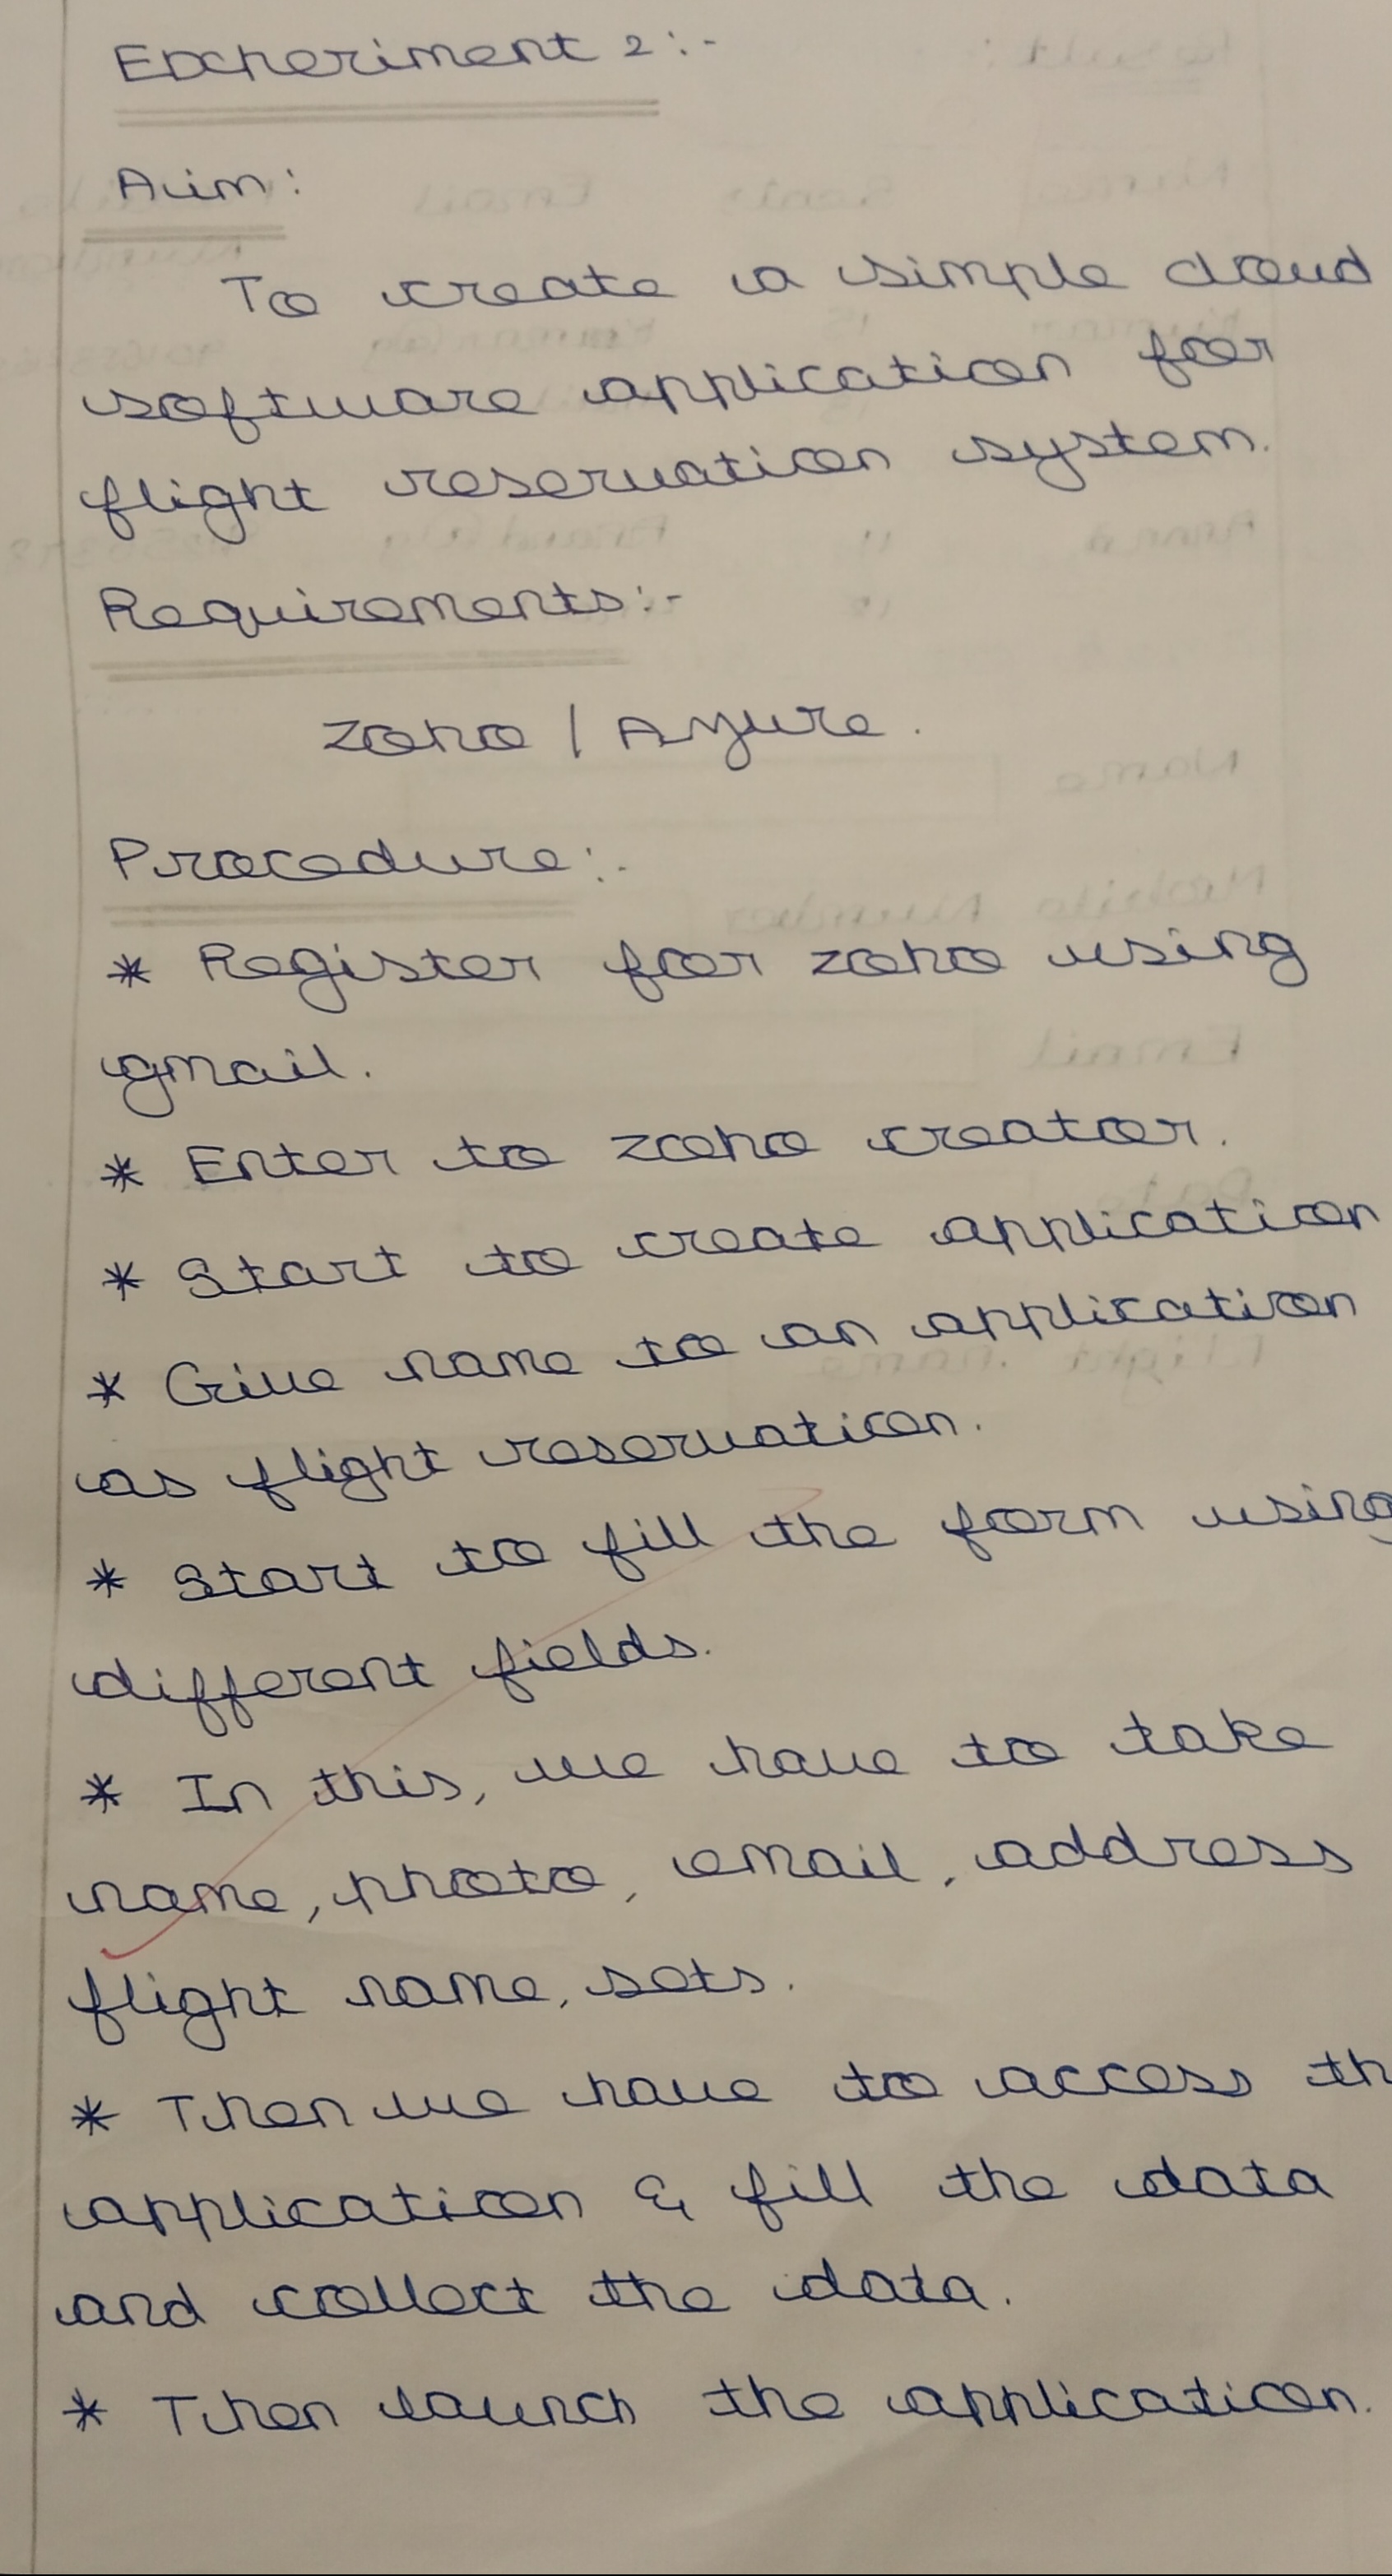 Experiment 2:-
Aim:
To create a simple cloud
software application for
flight reservation system.
Requirements:-
Zoho / Azure.
Procedure:-
* Register for zoho using
gmail.
* Enter to zoho creator.
* Start to create application
* Give name to an application
as flight reservation.
* Start to fill the form using
different fields.
* In this, we have to take
name, photo, email, address
flight name, sets.
* Then we have to access th
application & fill the data
and collect the data.
* Then launch the application.